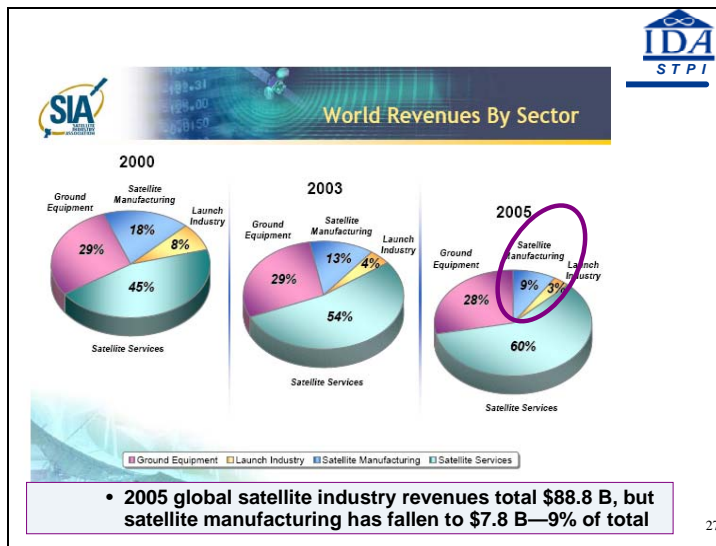 IDA
STPI
SIA
SATELLITE
INDUSTRY
ASSOCIATION
World Revenues By Sector
2000
Ground
Equipment
Satellite
Manufacturing
Launch
Industry
29%
18%
8%
45%
Satellite Services
2003
Ground
Equipment
Satellite
Manufacturing
Launch
Industry
29%
13%
4%
54%
Satellite Services
2005
Ground
Equipment
Satellite
Manufacturing
Launch
Industry
28%
9%
3%
60%
Satellite Services
Ground Equipment Launch Industry Satellite Manufacturing Satellite Services
• 2005 global satellite industry revenues total $88.8 B, but
satellite manufacturing has fallen to $7.8 B—9% of total
27